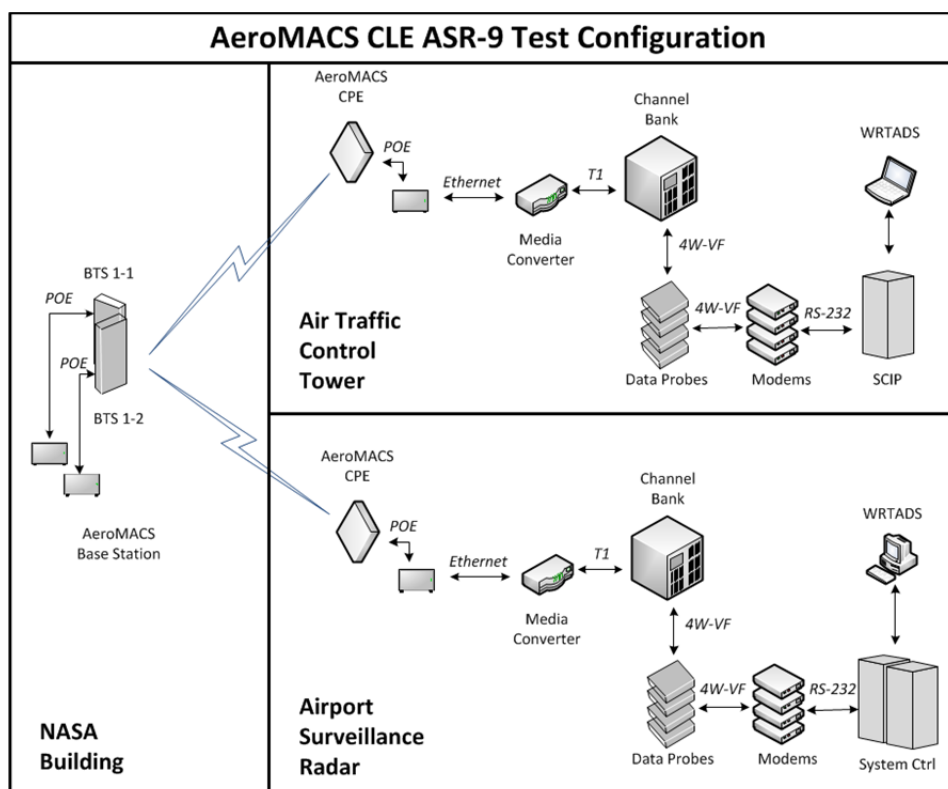 AeroMACS CLE ASR-9 Test Configuration
BTS 1-1
POE
POE
BTS 1-2
AeroMACS
Base Station
NASA
Building
AeroMACS
CPE
POE
Ethernet
Media
Converter
T1
Channel
Bank
4W-VF
Data Probes
4W-VF
Modems
RS-232
WRTADS
SCIP
Air Traffic
Control
Tower
AeroMACS
CPE
POE
Ethernet
Media
Converter
T1
Channel
Bank
4W-VF
Data Probes
4W-VF
Modems
RS-232
WRTADS
System Ctrl
Airport
Surveillance
Radar